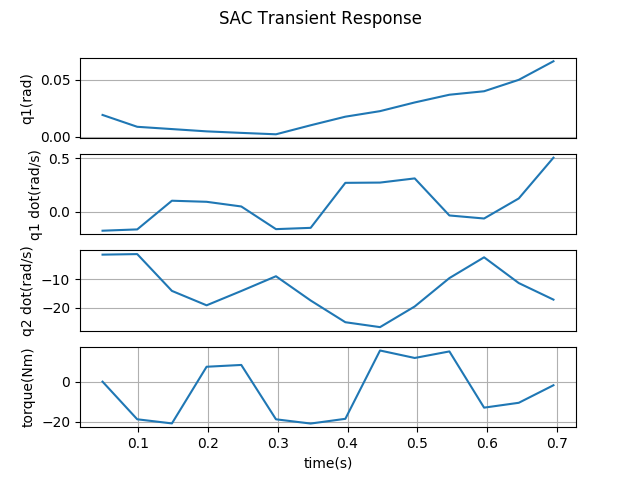 SAC Transient Response
q1(rad)
0.05
0.00
q1 dot(rad/s)
0.5
0.0
q2 dot(rad/s)
−10
−20
torque(Nm)
0
−20
0.1 0.2 0.3 0.4 0.5 0.6 0.7
time(s)